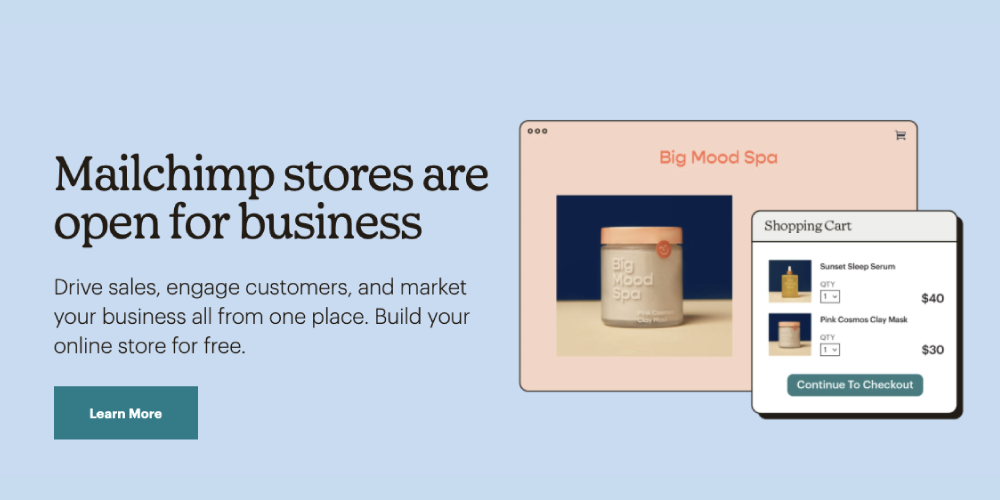 Mailchimp stores are
open for business
Drive sales, engage customers, and market
your business all from one place. Build your
online store for free.
Learn More
Big Mood Spa
Big
Mood
Spa
Pink Cosmos
Clay Mask
Shopping Cart
Sunset Sleep Serum
QTY
1
$40
Pink Cosmos Clay Mask
QTY
1
$30
Continue To Checkout